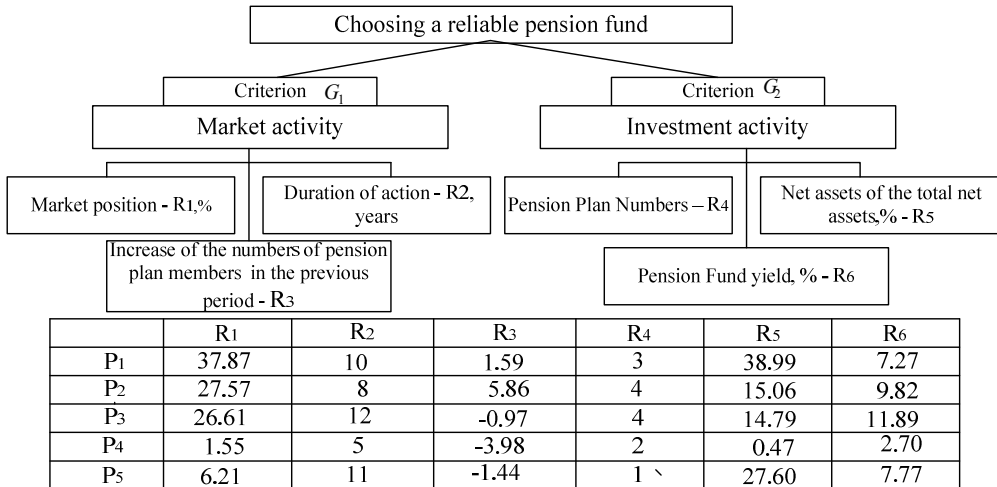 Choosing a reliable pension fund
Criterion G1
Criterion G2
Market activity
Investment activity
Market position - R1,%
Duration of action - R2,
years
Pension Plan Numbers – R4
Net assets of the total net
assets,% - R5
Increase of the numbers of pension
plan members in the previous
period - R3
Pension Fund yield, % - R6
R1 R2 R3 R4 R5 R6
P1 37.87 10 1.59 3 38.99 7.27
P2 27.57 8 5.86 4 15.06 9.82
P3 26.61 12 -0.97 4 14.79 11.89
P4 1.55 5 -3.98 2 0.47 2.70
P5 6.21 11 -1.44 1 27.60 7.77